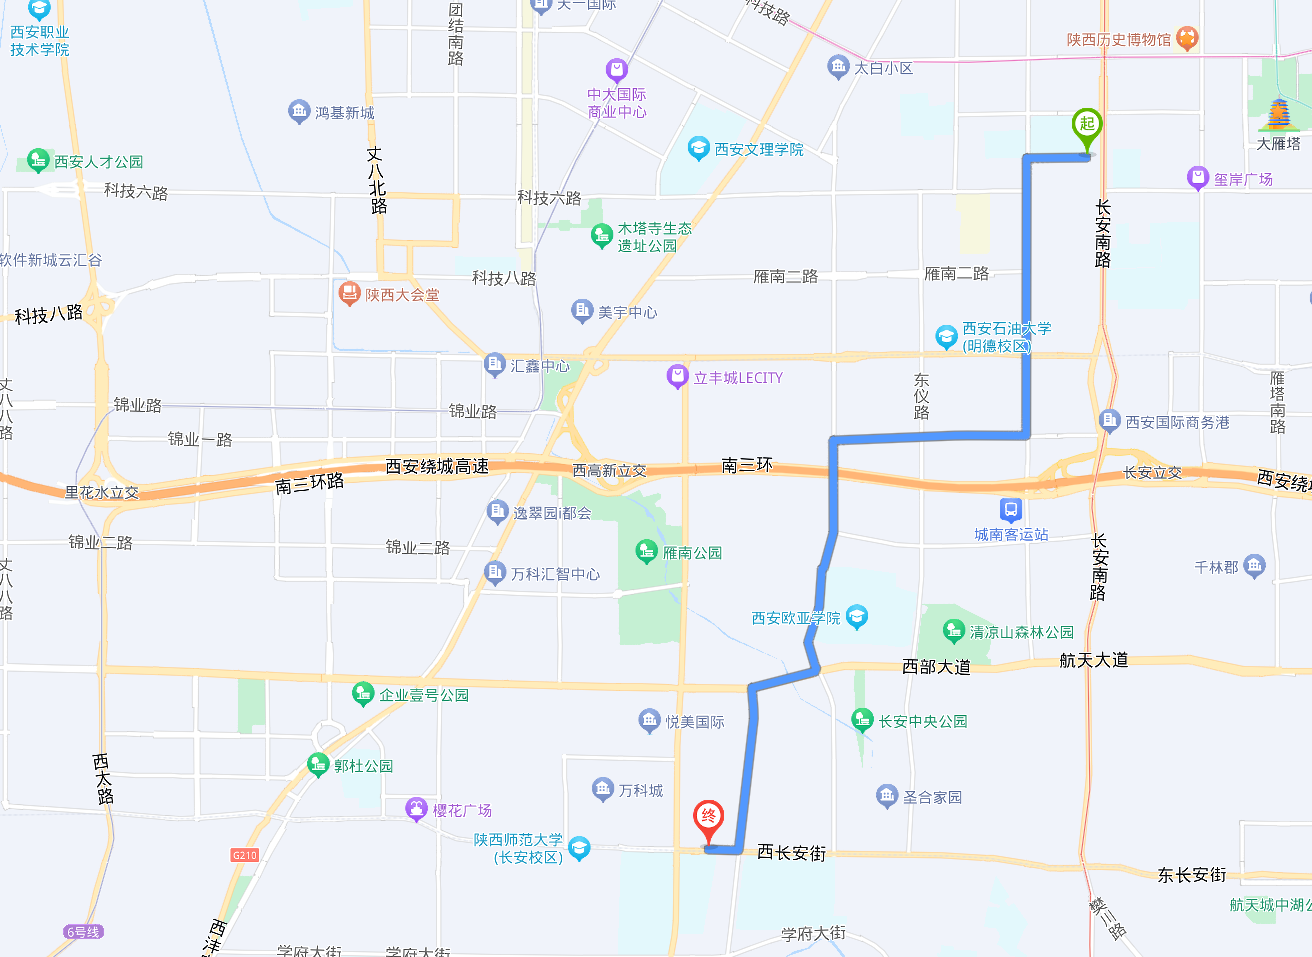 西安职业
技术学院
团结南路
天一国际
科技路
陕西历史博物馆
太白小区
中大国际
商业中心
鸿基新城
起
大雁塔
西安文理学院
西安人才公园
丈八北路
科技六路
科技六路
玺岸广场
长安南路
木塔寺生态
遗址公园
软件新城云汇谷
科技八路
雁南二路
雁南二路
陕西大会堂
科技八路
美宇中心
西安石油大学
(明德校区)
汇鑫中心
立丰城LECITY
东仪路
雁塔南路
丈八八路
锦业路
锦业路
西安国际商务港
锦业一路
西安绕城高速
西高新立交
南三环
长安立交
西安绕
南三环路
里花水立交
逸翠园i都会
城南客运站
锦业二路
锦业二路
雁南公园
长安南路
千林郡
万科汇智中心
丈八八路
西安欧亚学院
清凉山森林公园
西部大道
航天大道
企业壹号公园
悦美国际
长安中央公园
西太路
郭杜公园
万科城
圣合家园
樱花广场
终
陕西师范大学
(长安校区)
西长安街
G210
东长安街
航天城中湖公
樊川路
6号线
西沣
学府大街
学府大街
学府大街